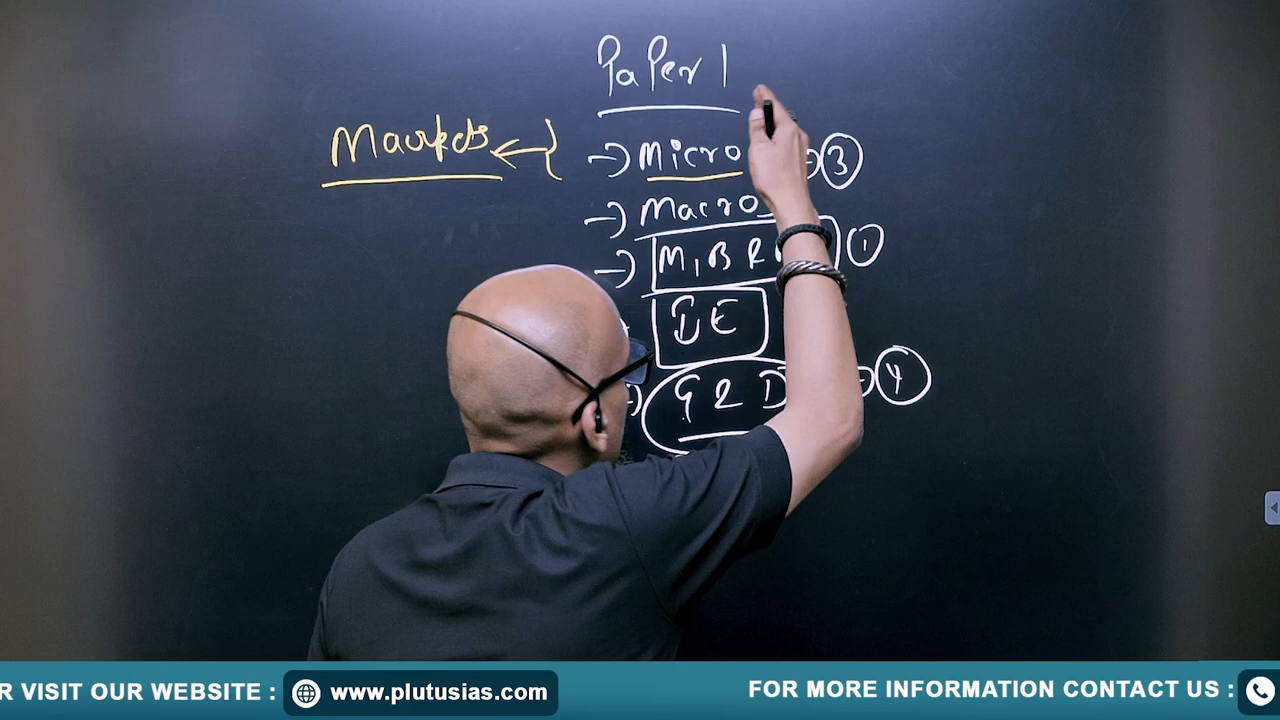 Paper 1
Markets
→ Micro → ③
→ Macro
→ M, B R ①
IE
G & D → ④
R VISIT OUR WEBSITE : www.plutusias.com
FOR MORE INFORMATION CONTACT US :